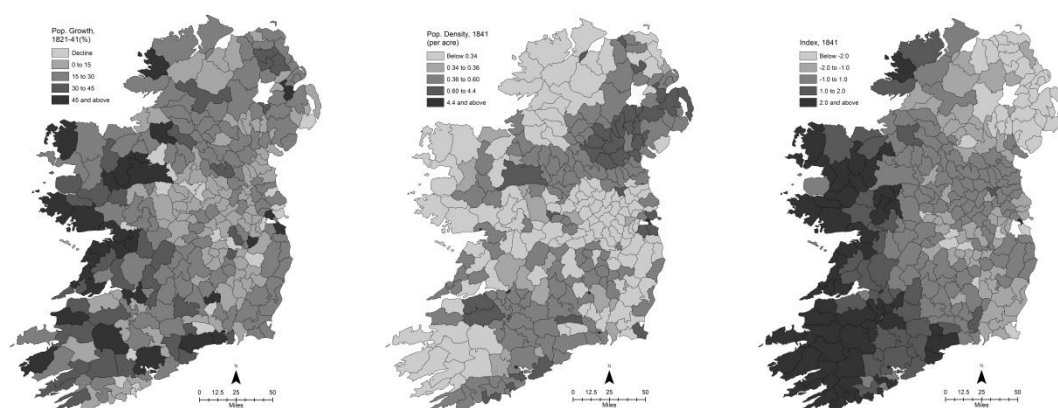 Pop. Growth,
1821-41(%)
Decline
0 to 15
15 to 30
30 to 45
45 and above
N
0 12.5 25 50
Miles
Pop. Density, 1841
(per acre)
Below 0.34
0.34 to 0.36
0.36 to 0.60
0.60 to 4.4
4.4 and above
N
0 12.5 25 50
Miles
Index, 1841
Below -2.0
-2.0 to -1.0
-1.0 to 1.0
1.0 to 2.0
2.0 and above
N
0 12.5 25 50
Miles